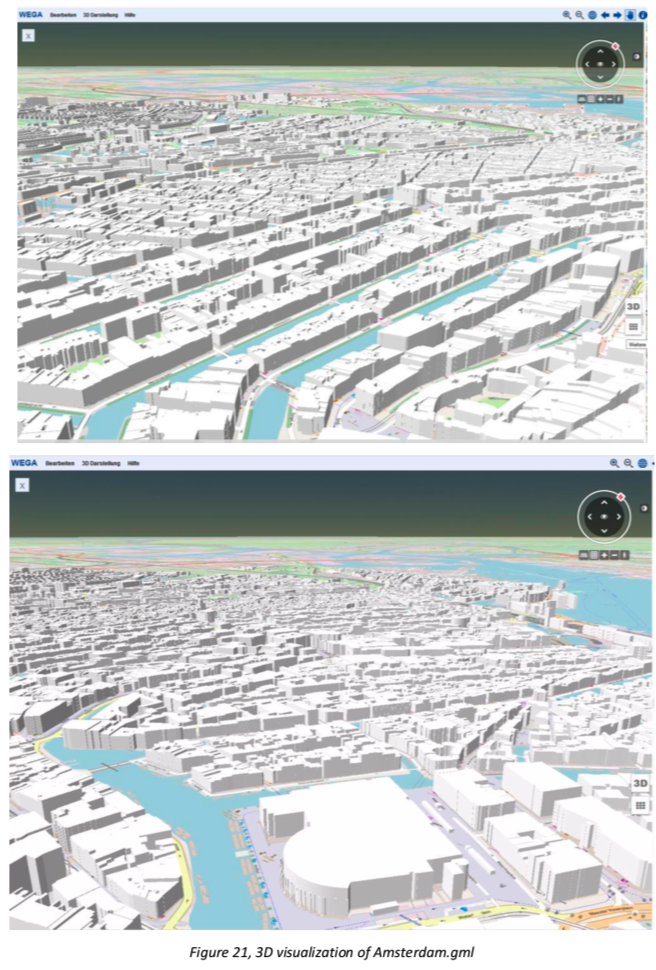 WEGA Bearbeiten 3D Darstellung Hilfe
X
3D
WEGA Bearbeiten 3D Darstellung Hilfe
X
3D
Figure 21, 3D visualization of Amsterdam.gml